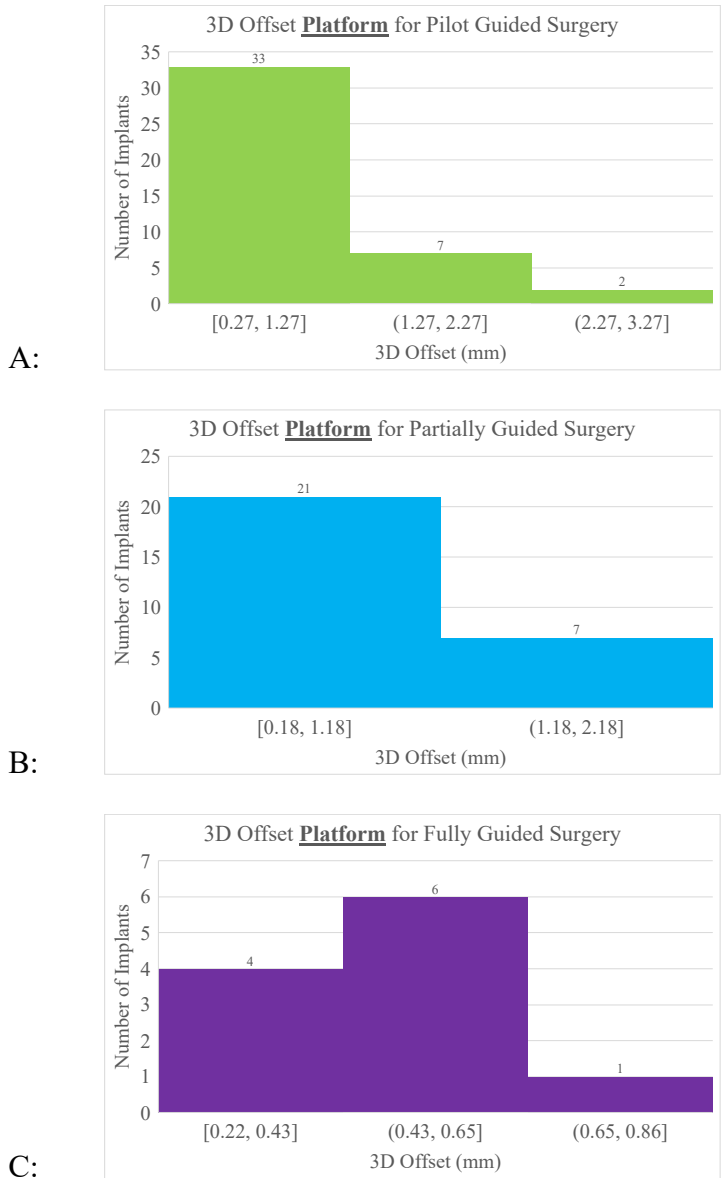 3D Offset Platform for Pilot Guided Surgery
35
30
25
20
15
10
5
0
Number of Implants
33
7
2
[0.27, 1.27] (1.27, 2.27] (2.27, 3.27]
3D Offset (mm)
A:
3D Offset Platform for Partially Guided Surgery
25
20
15
10
5
0
Number of Implants
21
7
[0.18, 1.18] (1.18, 2.18]
3D Offset (mm)
B:
3D Offset Platform for Fully Guided Surgery
7
6
5
4
3
2
1
0
Number of Implants
4
6
1
[0.22, 0.43] (0.43, 0.65] (0.65, 0.86]
3D Offset (mm)
C: